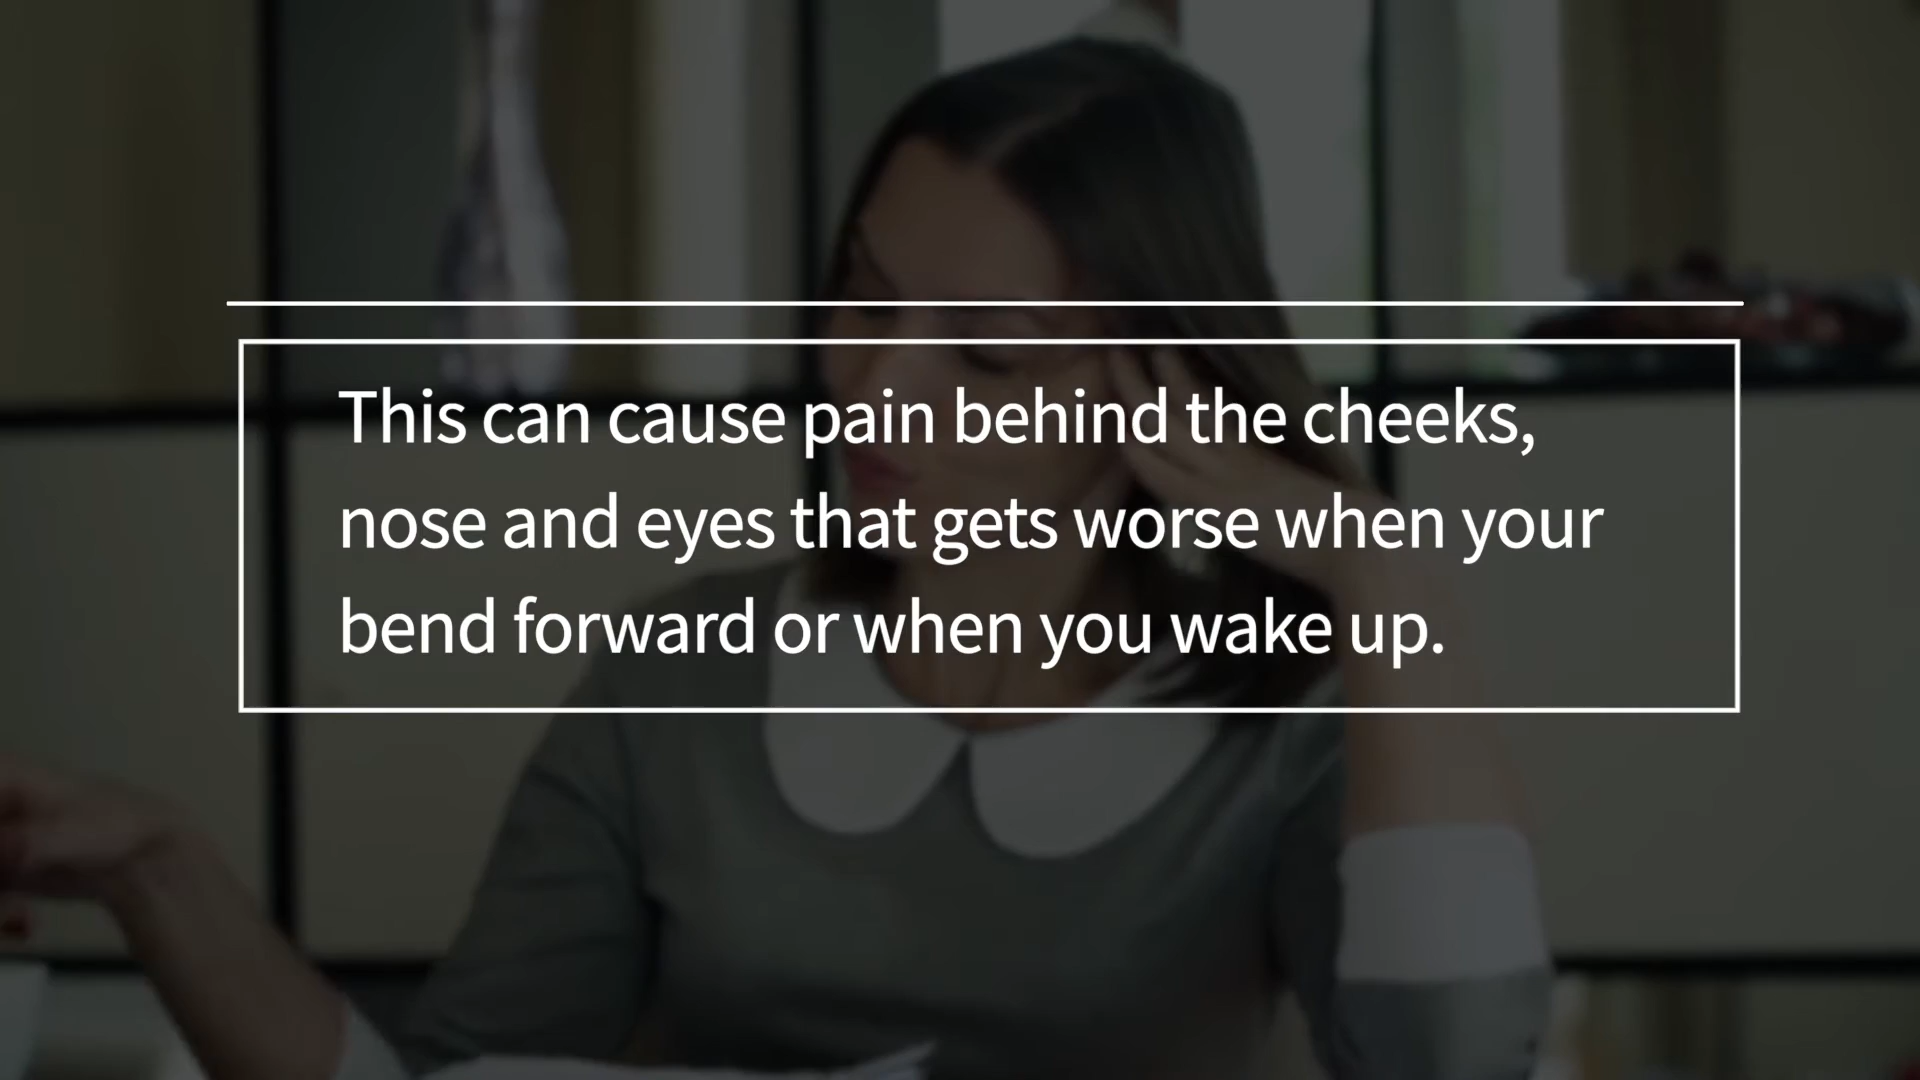 This can cause pain behind the cheeks,
nose and eyes that gets worse when your
bend forward or when you wake up.